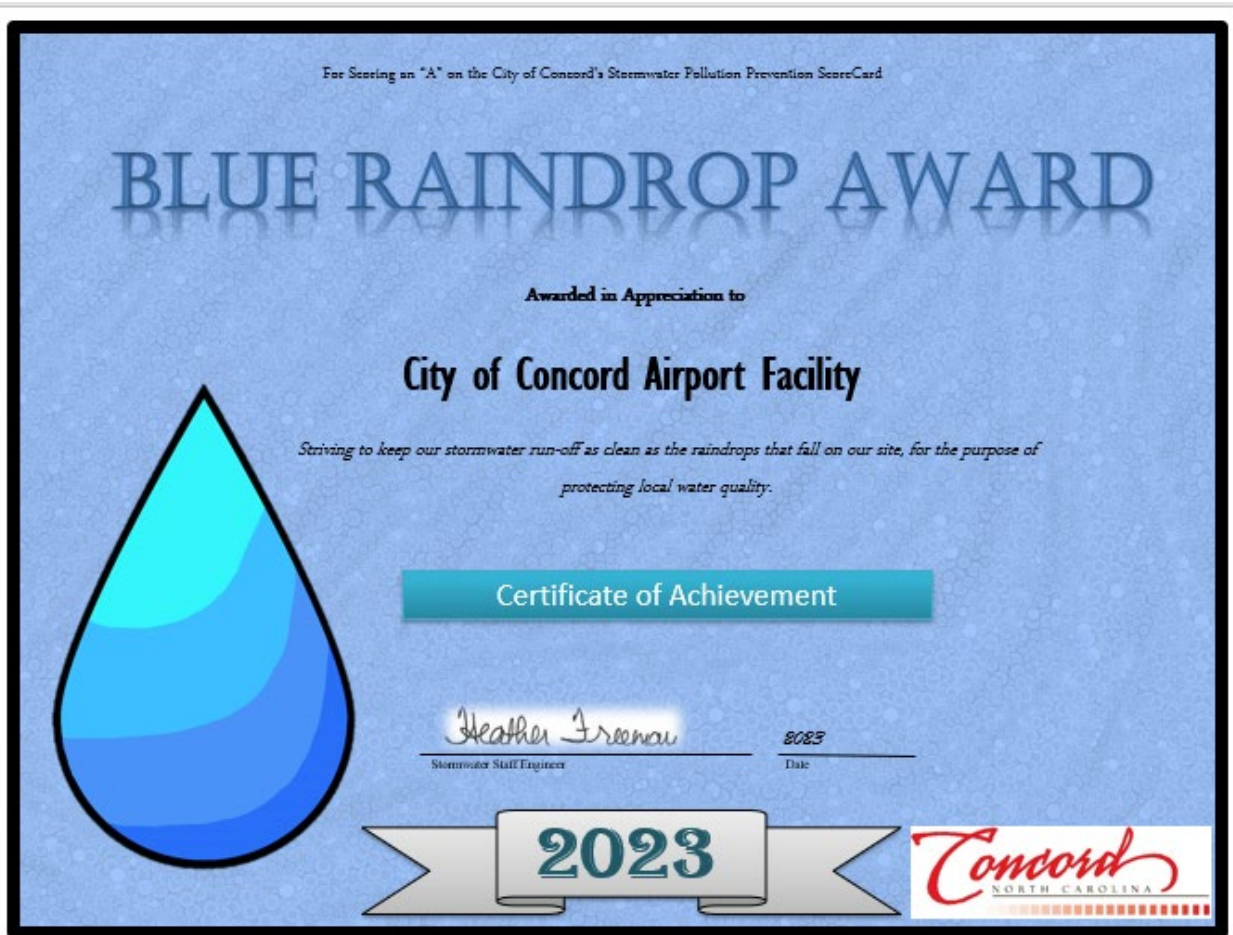 For Scoring an "A" on the City of Concord's Stormwater Pollution Prevention ScoreCard
BLUE RAINDROP AWARD
Awarded in Appreciation to
City of Concord Airport Facility
Striving to keep our stormwater run-off as clean as the raindrops that fall on our site, for the purpose of
protecting local water quality.
Certificate of Achievement
Heather Freeman
2023
Stormwater Staff Engineer
Date
2023
Concord
NORTH CAROLINA